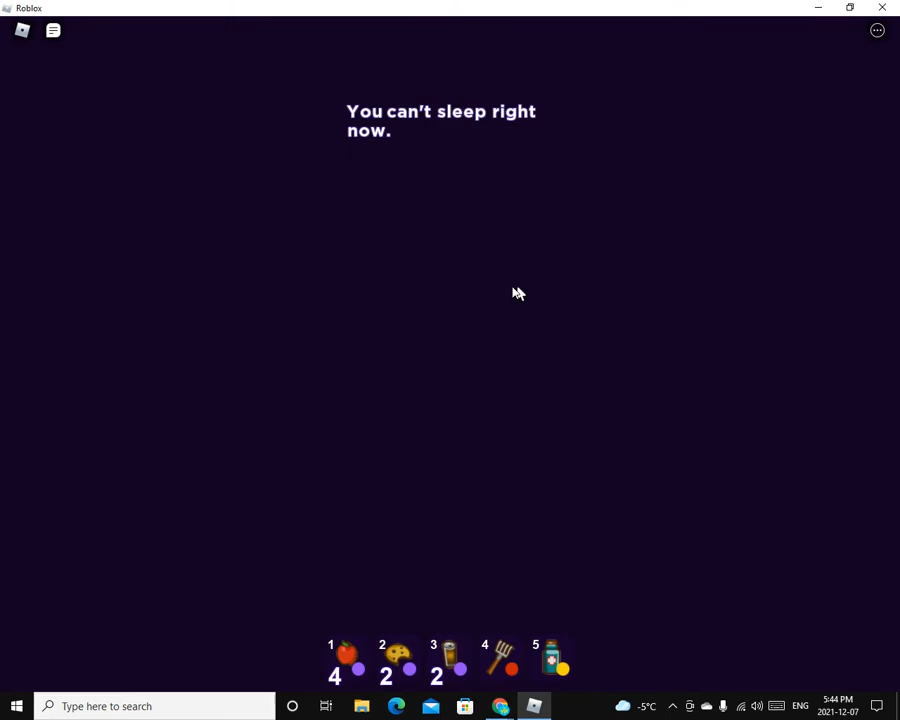 Roblox
You can't sleep right
now.
1 2 3 4 5
4 2 2
Type here to search
-5°C
ENG
5:44 PM
2021-12-07